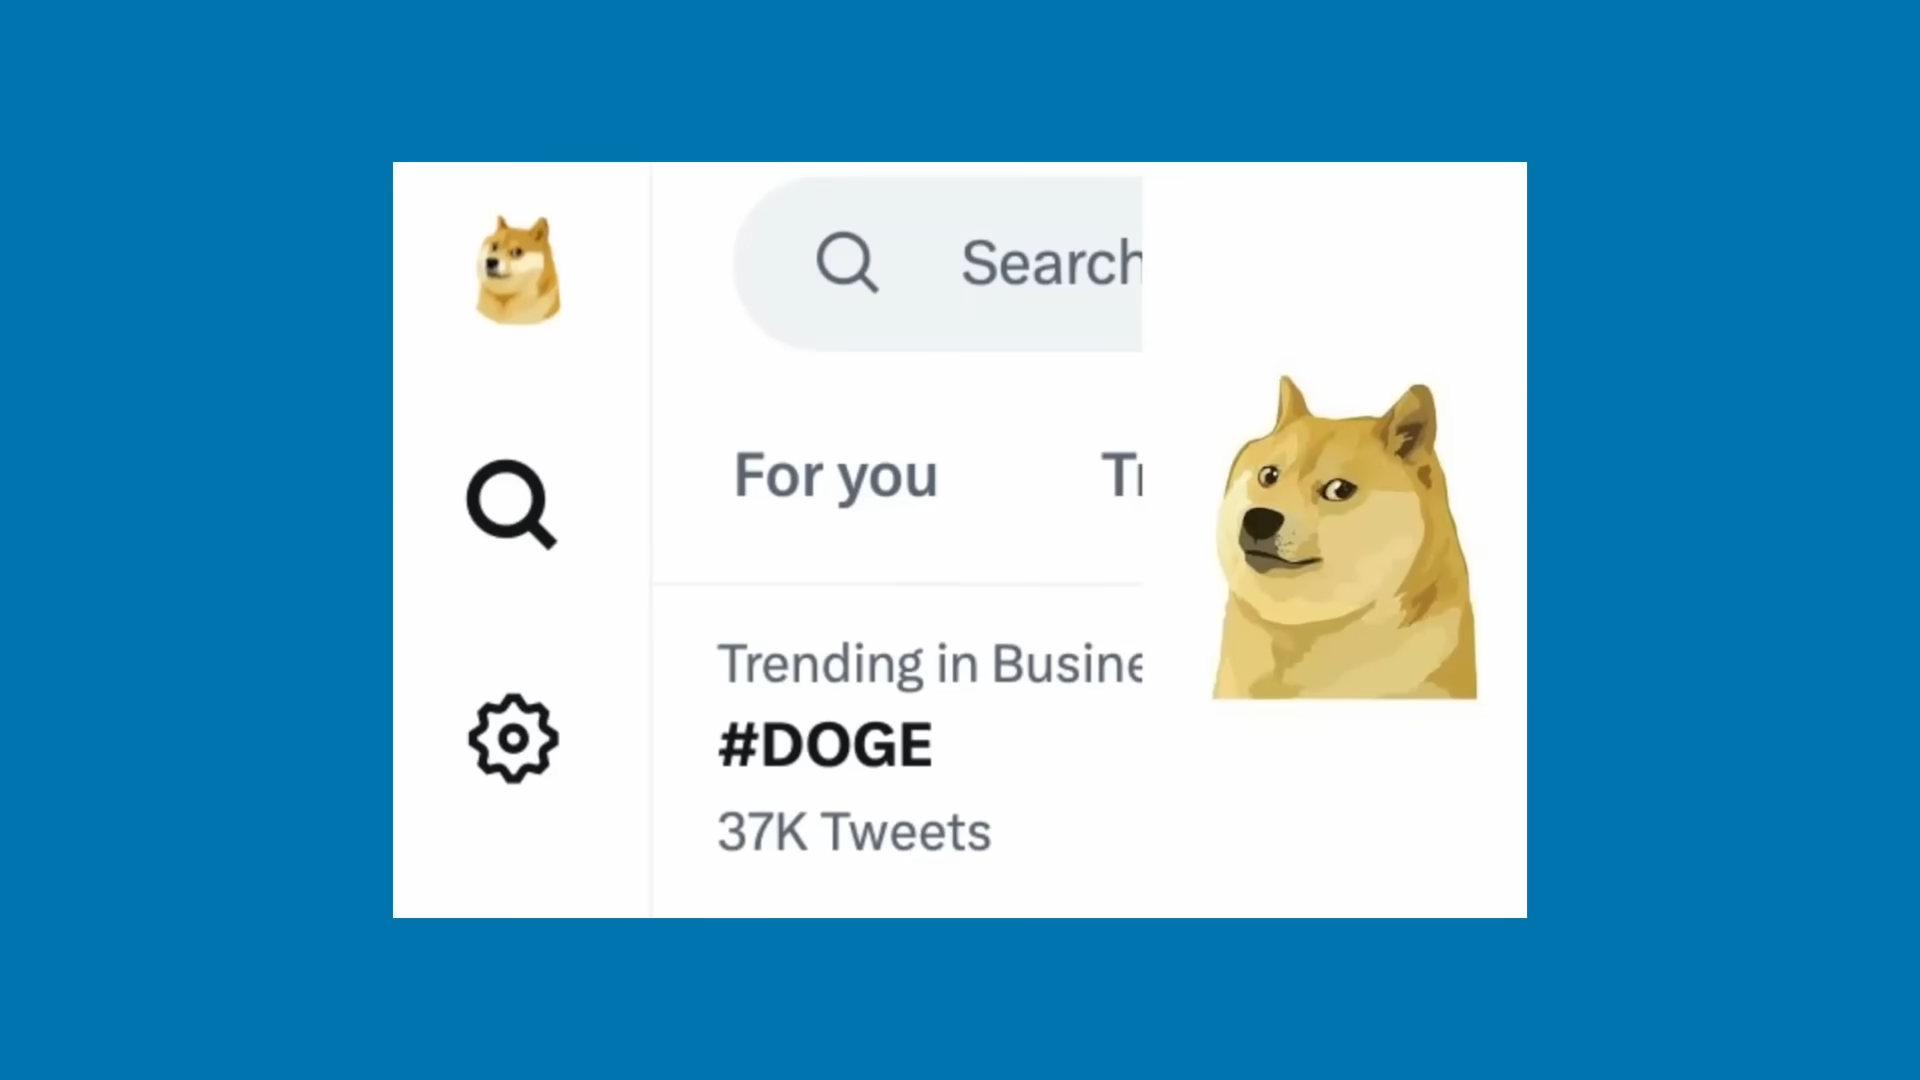 Search
For you
Trending in Busine
#DOGE
37K Tweets